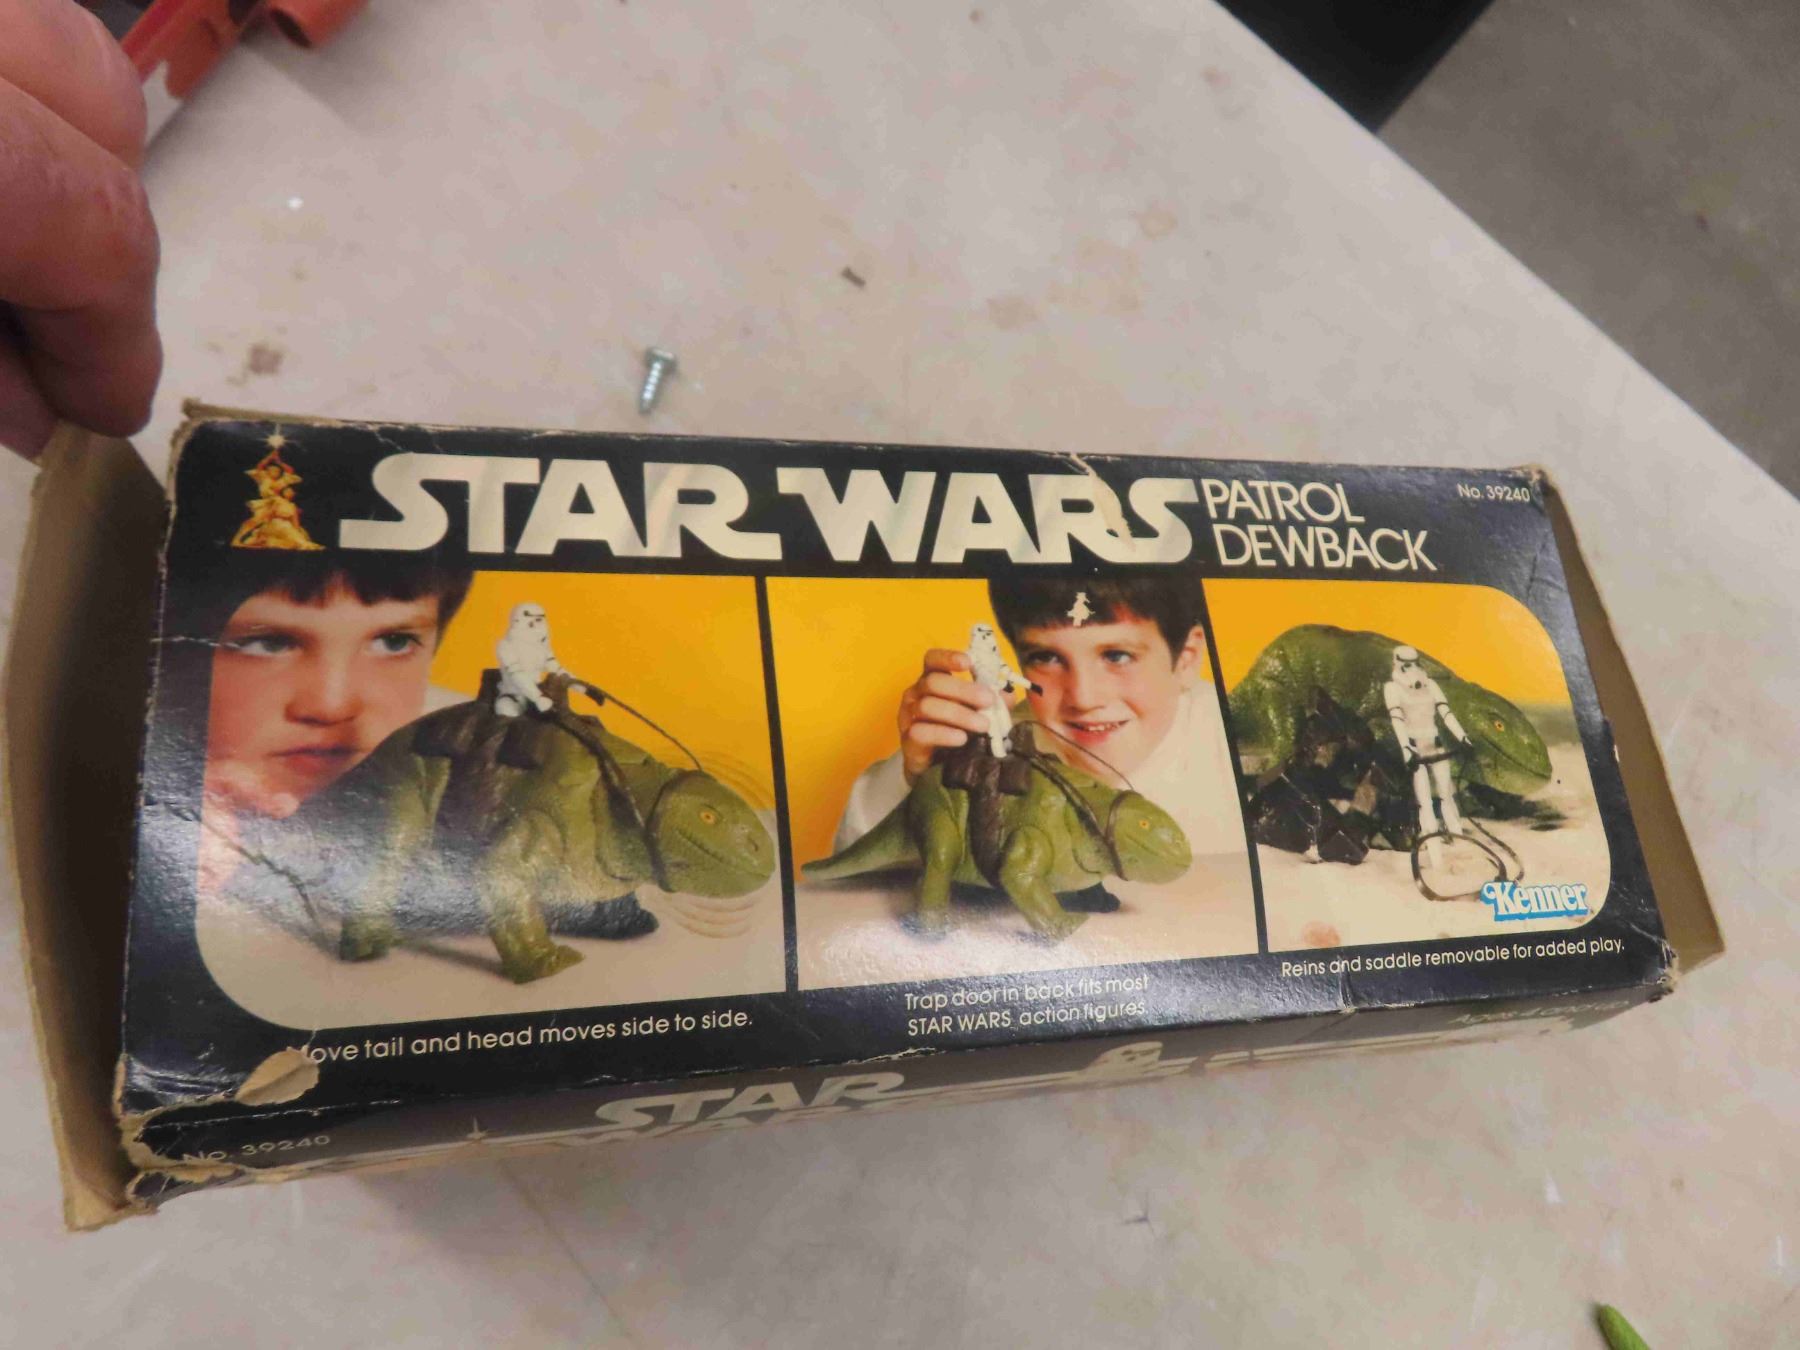 STAR WARS
PATROL
DEWBACK
No. 39240
Kenner
ove tail and head moves side to side.
Trap door in back fits most
STAR WARS action figures.
Reins and saddle removable for added play.
No. 39240
STAR
WARS